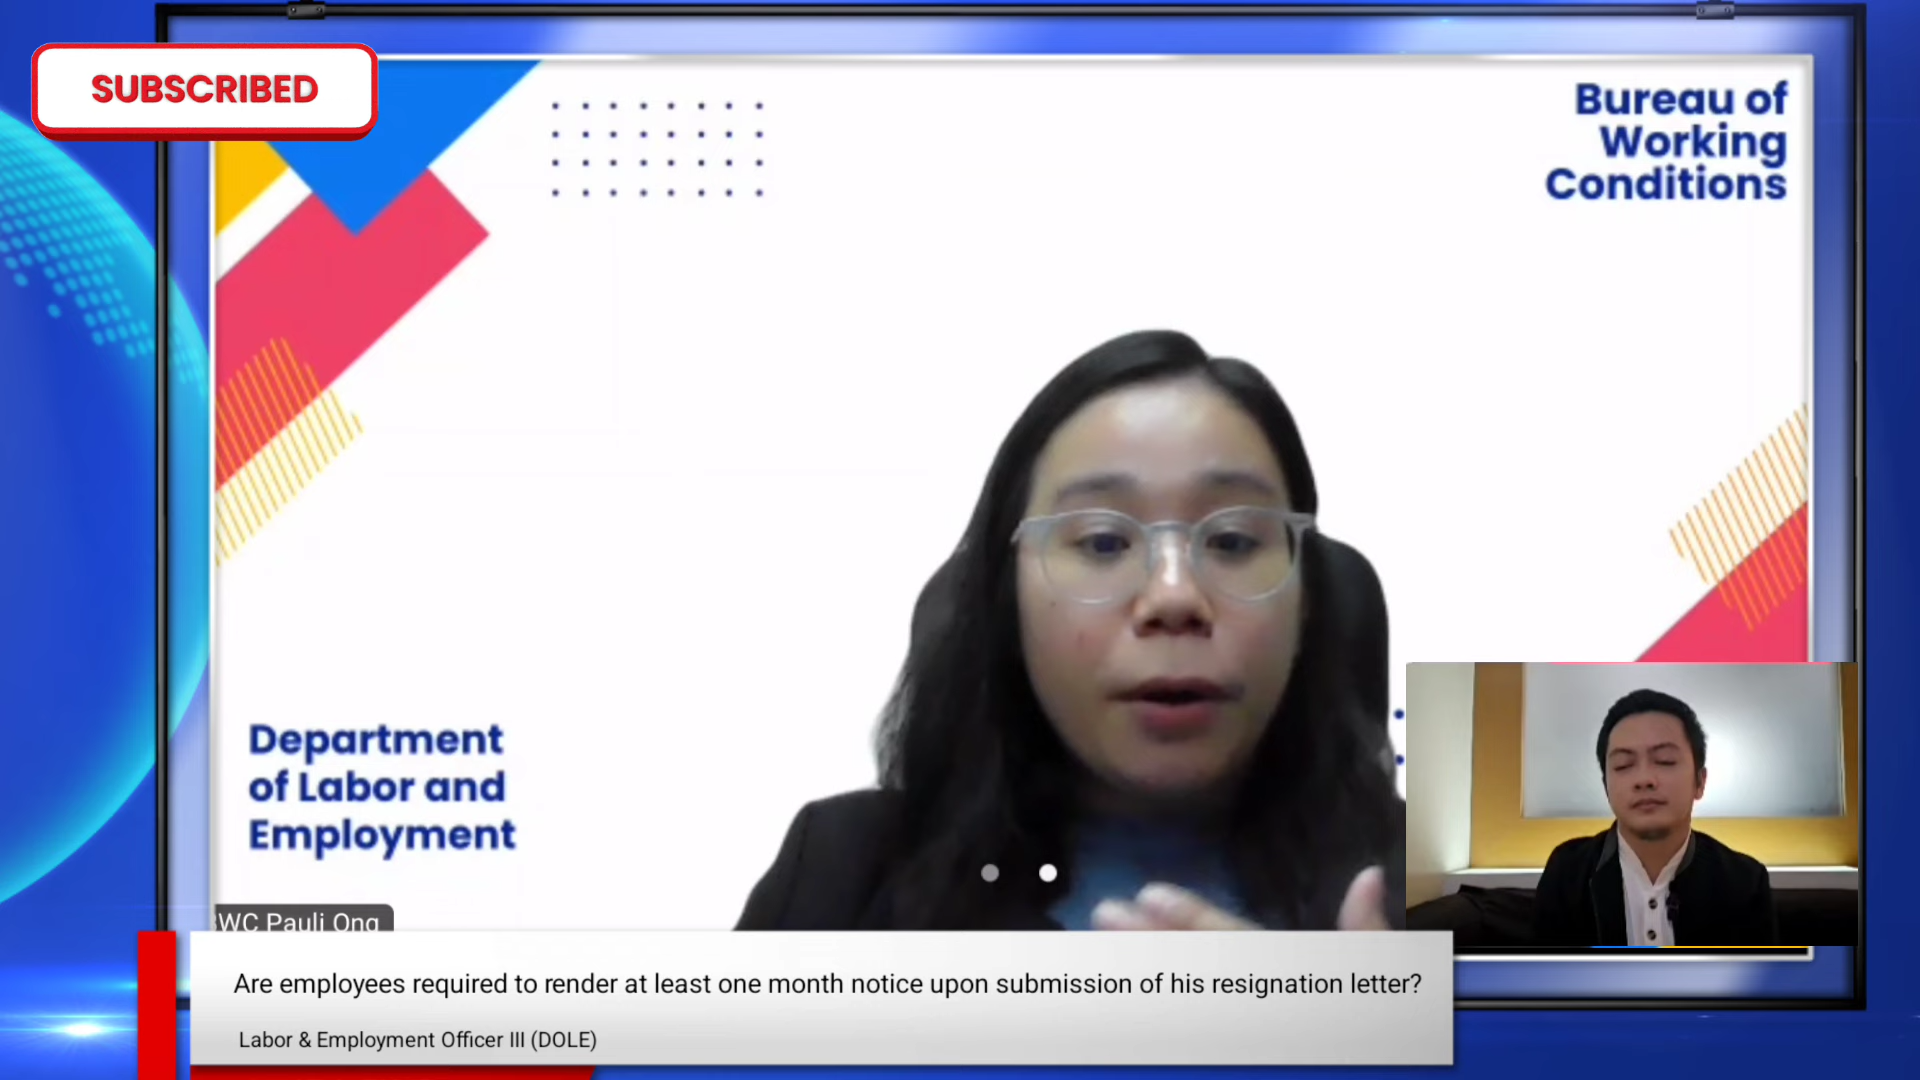 SUBSCRIBED
Bureau of
Working
Conditions
Department
of Labor and
Employment
WC Pauli Ong
Are employees required to render at least one month notice upon submission of his resignation letter?
Labor & Employment Officer III (DOLE)